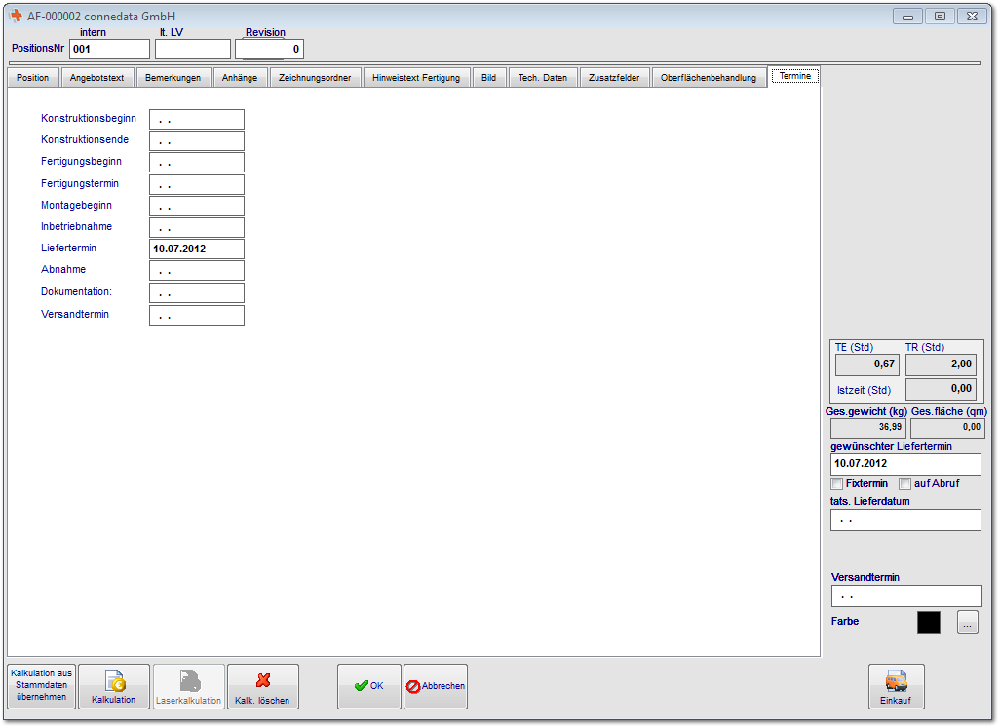 AF-000002 connedata GmbH
intern lt. LV Revision
PositionsNr 001 0
Position Angebotstext Bemerkungen Anhänge Zeichnungsordner Hinweistext Fertigung Bild Tech. Daten Zusatzfelder Oberflächenbehandlung Termine
Konstruktionsbeginn . .
Konstruktionsende . .
Fertigungsbeginn . .
Fertigungstermin . .
Montagebeginn . .
Inbetriebnahme . .
Liefertermin 10.07.2012
Abnahme . .
Dokumentation: . .
Versandtermin . .
TE (Std) TR (Std)
0,67 2,00
Istzeit (Std) 0,00
Ges.gewicht (kg) Ges.fläche (qm)
36,99 0,00
gewünschter Liefertermin
10.07.2012
Fixtermin auf Abruf
tats. Lieferdatum
. .
Versandtermin
. .
Farbe ...
Kalkulation aus
Stammdaten
übernehmen
Kalkulation
Laserkalkulation
Kalk. löschen
OK
Abbrechen
Einkauf